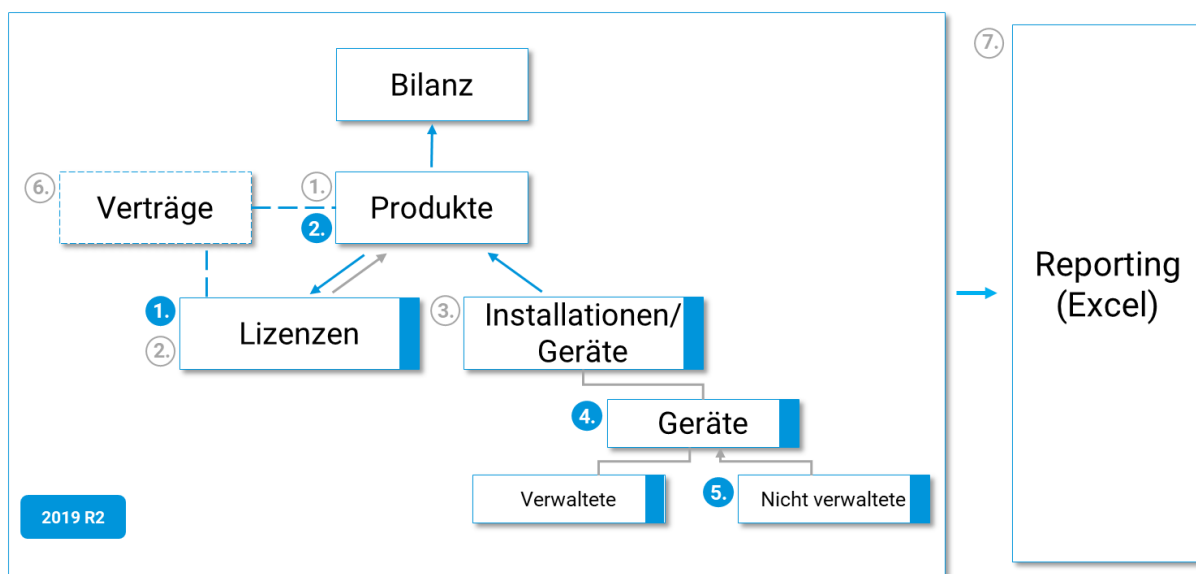 7.
Bilanz
6.
Verträge
1.
2.
Produkte
1.
2.
Lizenzen
3.
Installationen/
Geräte
Reporting
(Excel)
4.
Geräte
Verwaltete
5.
Nicht verwaltete
2019 R2